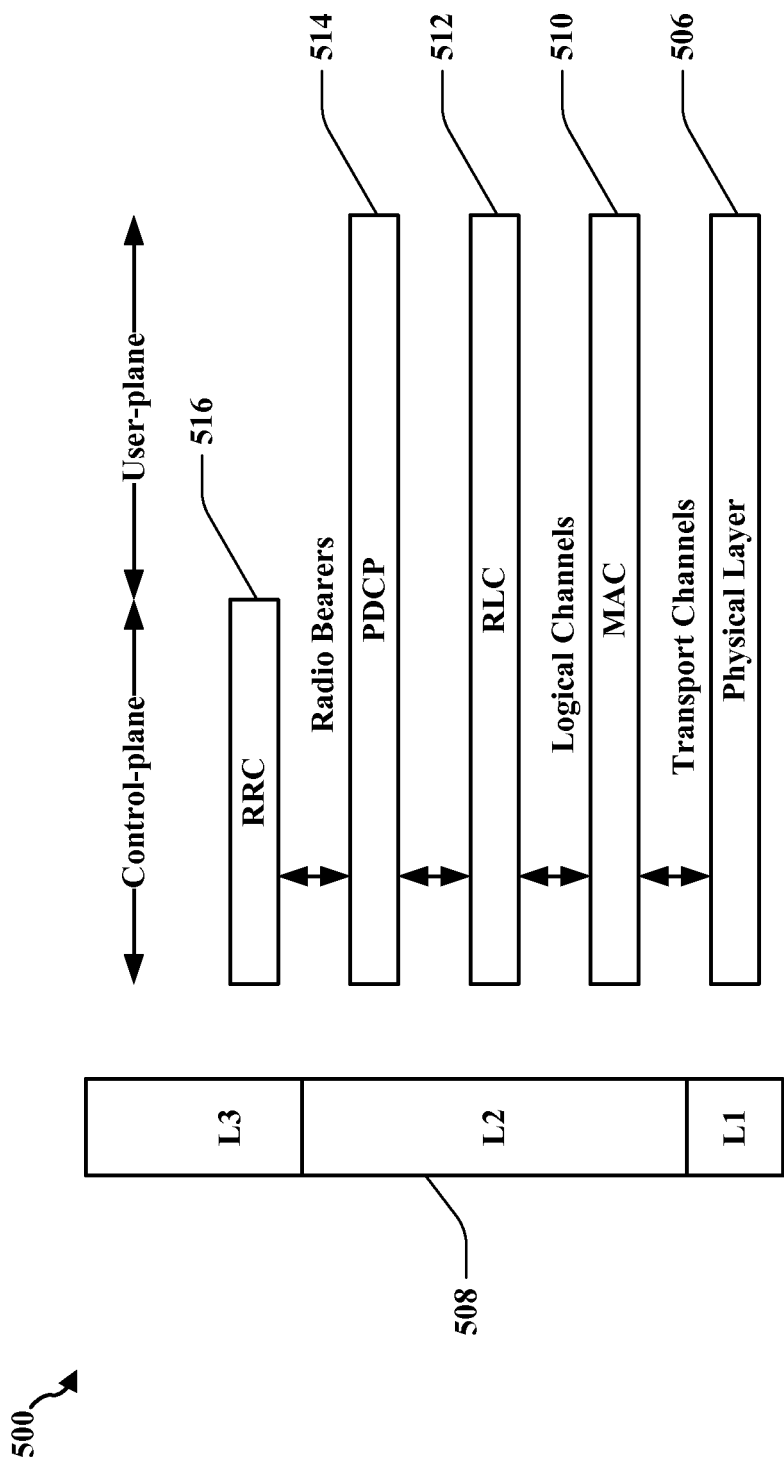 500
Control-plane
User-plane
516
L3
RRC
514
Radio Bearers
PDCP
512
508
L2
RLC
Logical Channels
510
MAC
Transport Channels
506
L1
Physical Layer